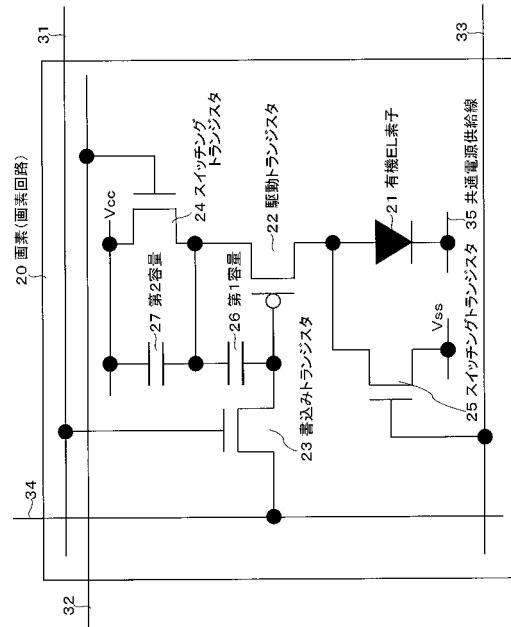 20 画素(画素回路)
31
32
33
34
Vcc
24 スイッチング
トランジスタ
27 第2容量
26 第1容量
22 駆動トランジスタ
23 書込みトランジスタ
21 有機EL素子
35 共通電源供給線
Vss
25 スイッチングトランジスタ